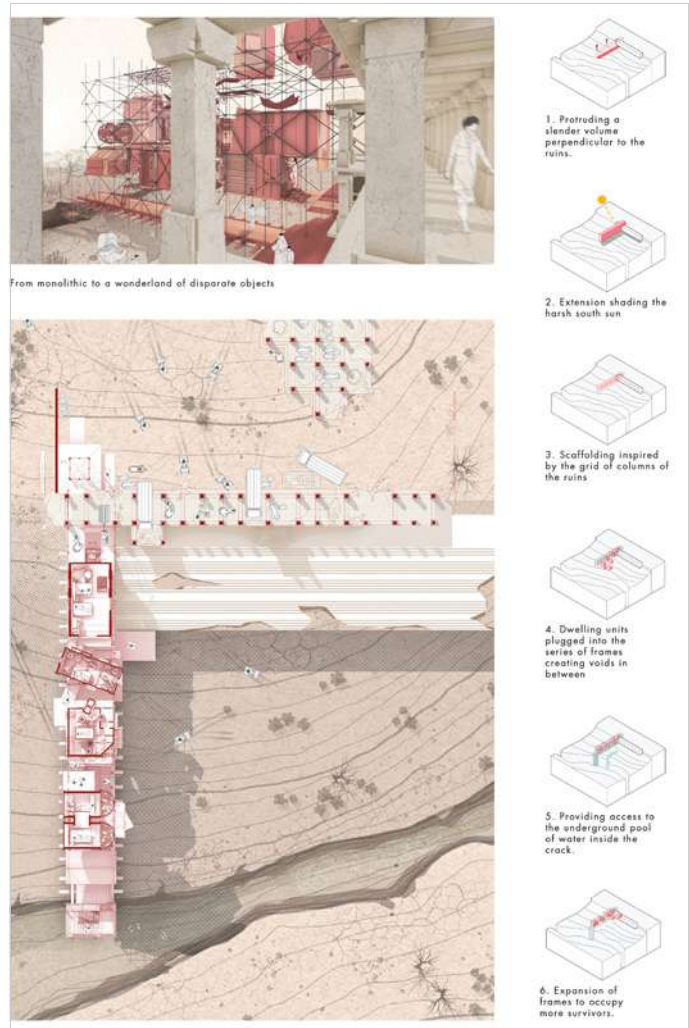 From monolithic to a wonderland of disparate objects
1. Protruding a
slender volume
perpendicular to the
ruins.
2. Extension shading the
harsh south sun
3. Scaffolding inspired
by the grid of columns of
the ruins
4. Dwelling units
plugged into the
series of frames
creating voids in
between
5. Providing access to
the underground pool
of water inside the
crack.
6. Expansion of
frames to occupy
more survivors.